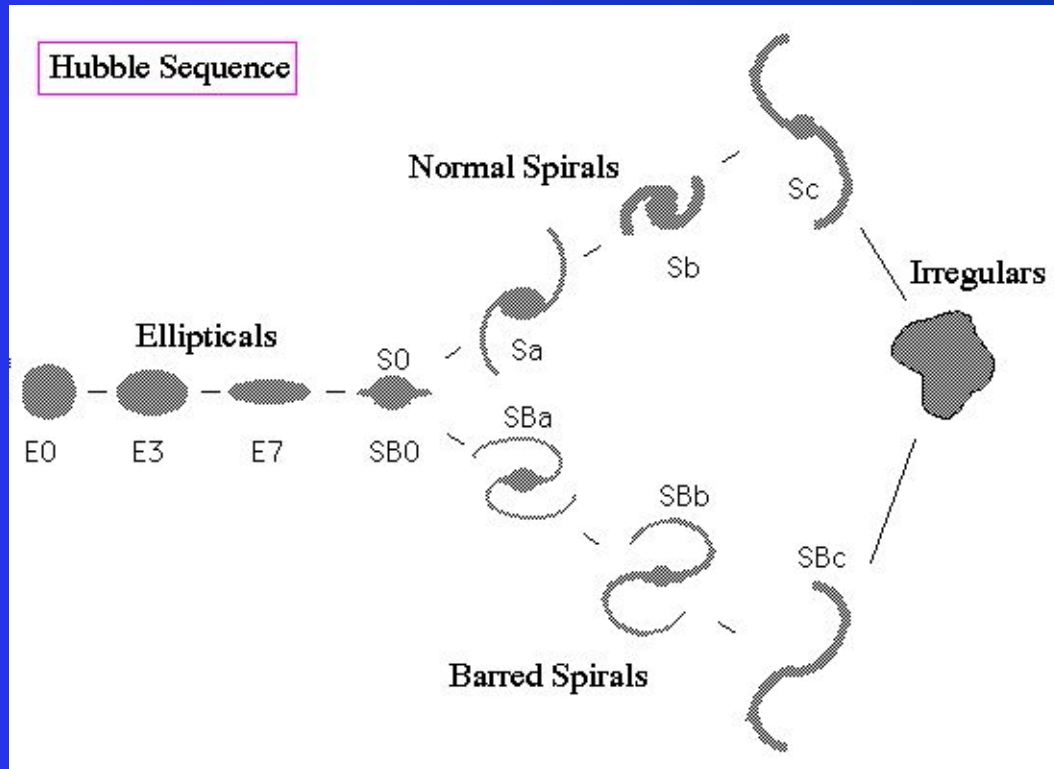 Hubble Sequence
Normal Spirals
Sc
Sb
Irregulars
Ellipticals
S0
Sa
E0
E3
E7
SB0
SBa
SBb
SBc
Barred Spirals